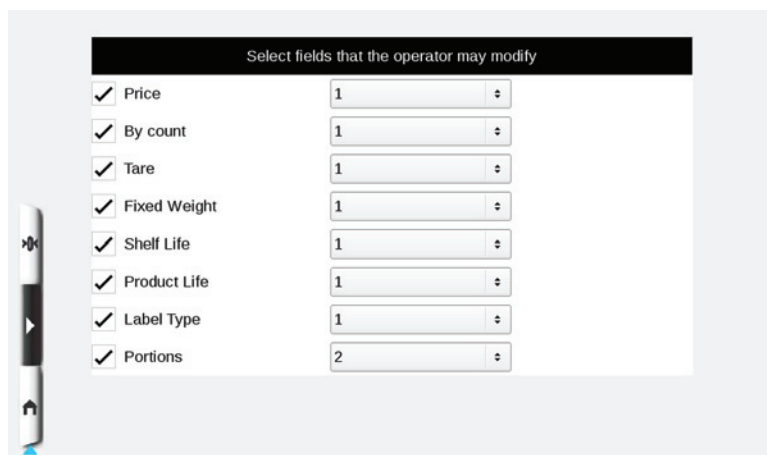 Select fields that the operator may modify
Price 1
By count 1
Tare 1
Fixed Weight 1
Shelf Life 1
Product Life 1
Label Type 1
Portions 2
>0<